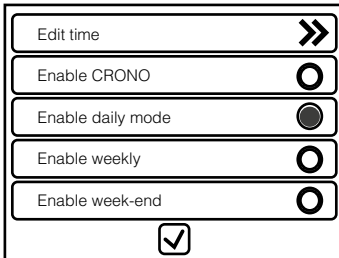 Edit time
Enable CRONO
Enable daily mode
Enable weekly
Enable week-end